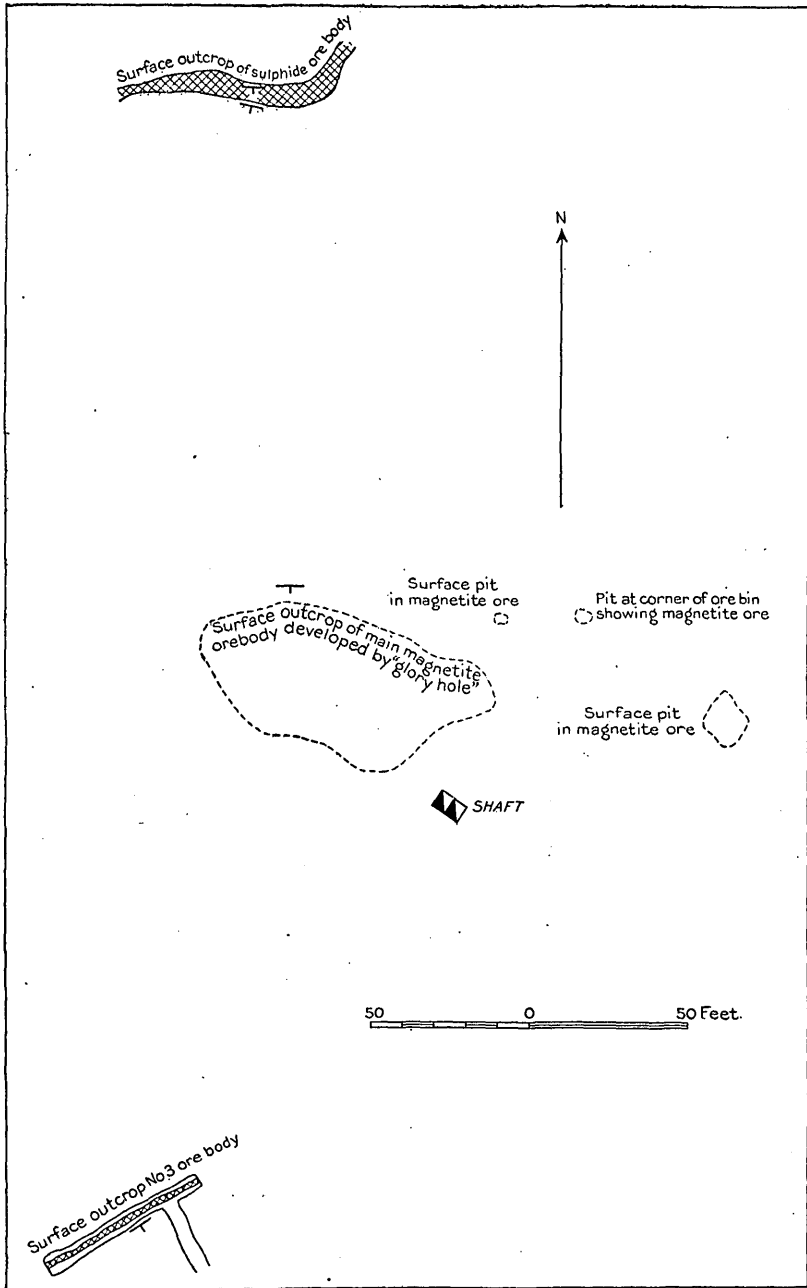 Surface outcrop of sulphide ore body
N
Surface pit
in magnetite ore
Pit at corner of ore bin
showing magnetite ore
Surface outcrop of main magnetite
orebody developed by "glory hole"
Surface pit
in magnetite ore
SHAFT
50 0 50 Feet.
Surface outcrop No.3 ore body